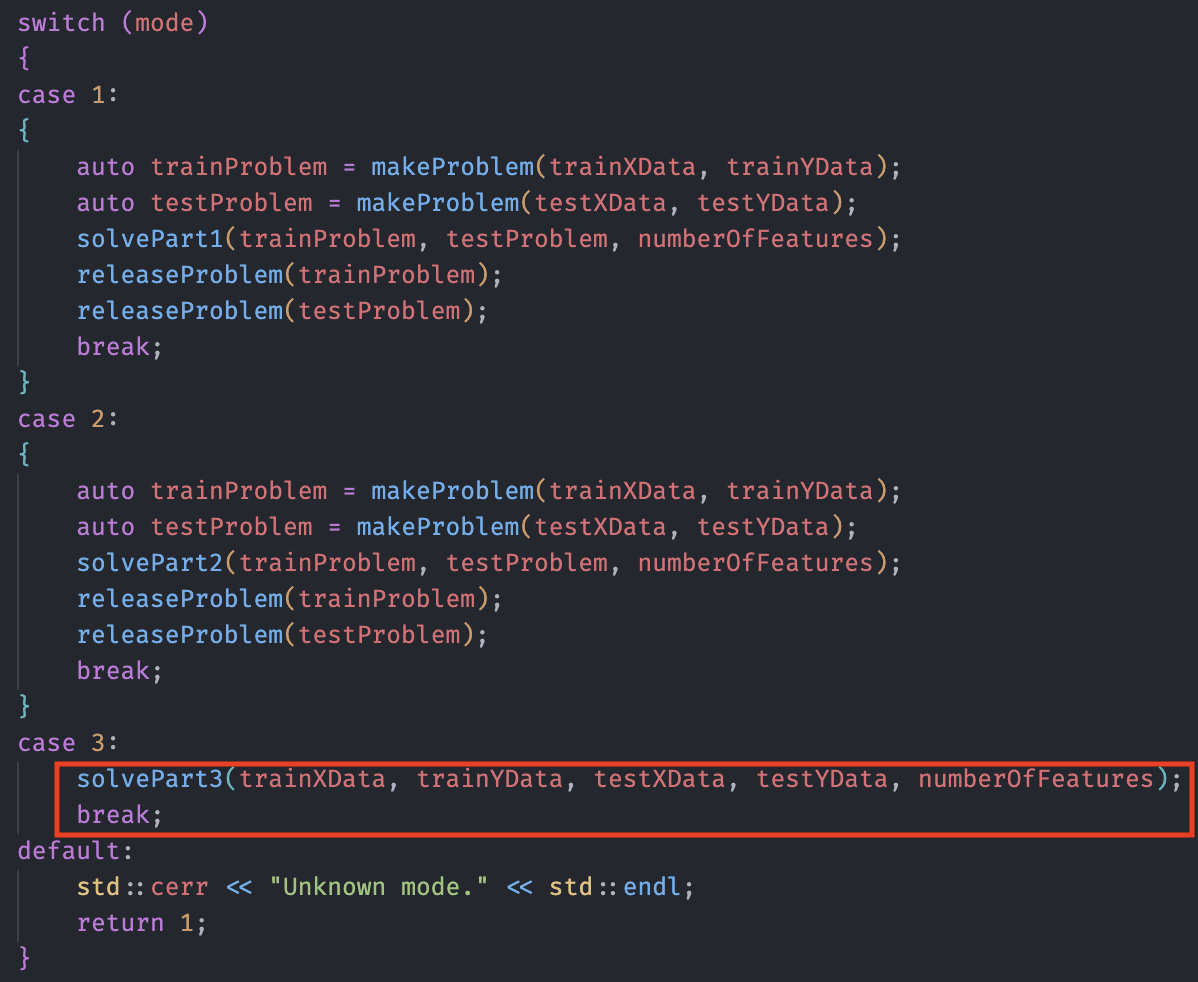 switch (mode)
{
case 1:
{
    auto trainProblem = makeProblem(trainXData, trainYData);
    auto testProblem = makeProblem(testXData, testYData);
    solvePart1(trainProblem, testProblem, numberOfFeatures);
    releaseProblem(trainProblem);
    releaseProblem(testProblem);
    break;
}
case 2:
{
    auto trainProblem = makeProblem(trainXData, trainYData);
    auto testProblem = makeProblem(testXData, testYData);
    solvePart2(trainProblem, testProblem, numberOfFeatures);
    releaseProblem(trainProblem);
    releaseProblem(testProblem);
    break;
}
case 3:
    solvePart3(trainXData, trainYData, testXData, testYData, numberOfFeatures);
    break;
default:
    std::cerr << "Unknown mode." << std::endl;
    return 1;
}